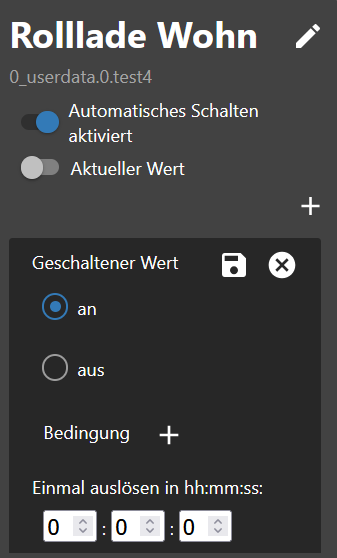 Rolllade Wohn
0_userdata.0.test4
Automatisches Schalten
aktiviert
Aktueller Wert
Geschaltener Wert
an
aus
Bedingung
Einmal auslösen in hh:mm:ss:
0 : 0 : 0